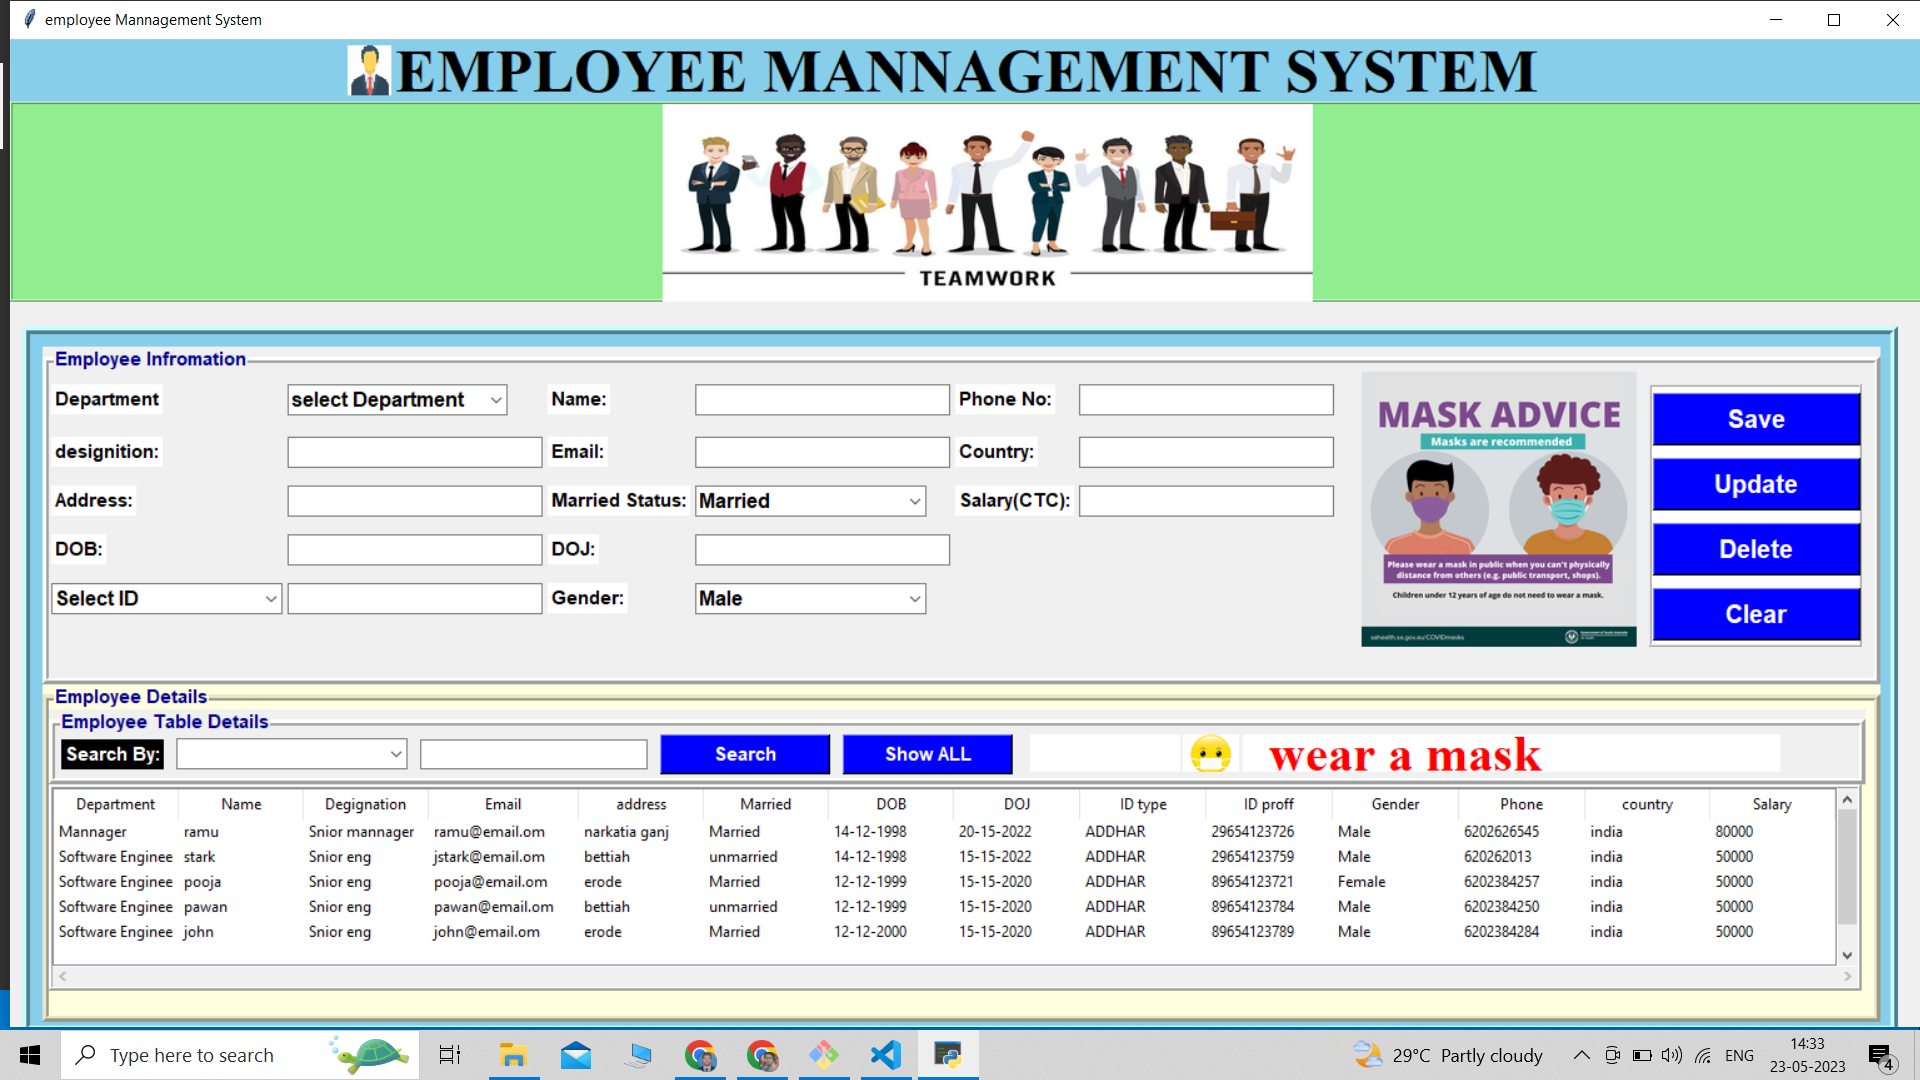 employee Mannagement System
EMPLOYEE MANNAGEMENT SYSTEM
TEAMWORK
Employee Infromation
Department select Department Name: Phone No:
designition: Email: Country:
Address: Married Status: Married Salary(CTC):
DOB: DOJ:
Select ID Gender: Male
MASK ADVICE
Masks are recommended
Please wear a mask in public when you can't physically
distance from others (e.g. public transport, shops).
Children under 12 years of age do not need to wear a mask.
sahealth.sa.gov.au/COVIDmasks
Save
Update
Delete
Clear
Employee Details
Employee Table Details
Search By: Search Show ALL wear a mask
Department Name Degignation Email address Married DOB DOJ ID type ID proff Gender Phone country Salary
Mannager ramu Snior mannager ramu@email.om narkatia ganj Married 14-12-1998 20-15-2022 ADDHAR 29654123726 Male 6202626545 india 80000
Software Enginee stark Snior eng jstark@email.om bettiah unmarried 14-12-1998 15-15-2022 ADDHAR 29654123759 Male 620262013 india 50000
Software Enginee pooja Snior eng pooja@email.om erode Married 12-12-1999 15-15-2020 ADDHAR 89654123721 Female 6202384257 india 50000
Software Enginee pawan Snior eng pawan@email.om bettiah unmarried 12-12-1999 15-15-2020 ADDHAR 89654123784 Male 6202384250 india 50000
Software Enginee john Snior eng john@email.om erode Married 12-12-2000 15-15-2020 ADDHAR 89654123789 Male 6202384284 india 50000
Type here to search 29°C Partly cloudy ENG 14:33
23-05-2023 4